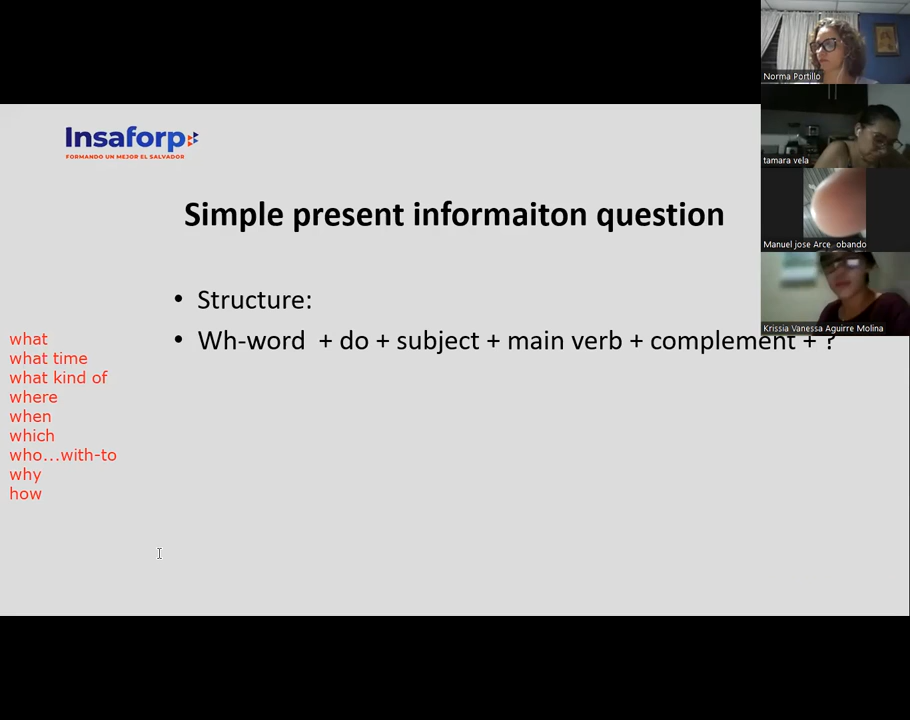 Insaforp
FORMANDO UN MEJOR EL SALVADOR
Simple present informaiton question
• Structure:
• Wh-word + do + subject + main verb + complement + ?
what
what time
what kind of
where
when
which
who...with-to
why
how
Norma Portillo
tamara vela
Manuel jose Arce obando
Krissia Vanessa Aguirre Molina